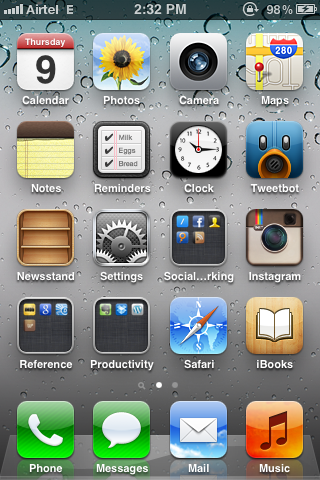 Airtel E 2:32 PM 98%
Thursday
9
280
Calendar Photos Camera Maps
Milk
Eggs
Bread
Notes Reminders Clock Tweetbot
Newsstand Settings Social...rking Instagram
Reference Productivity Safari iBooks
Phone Messages Mail Music